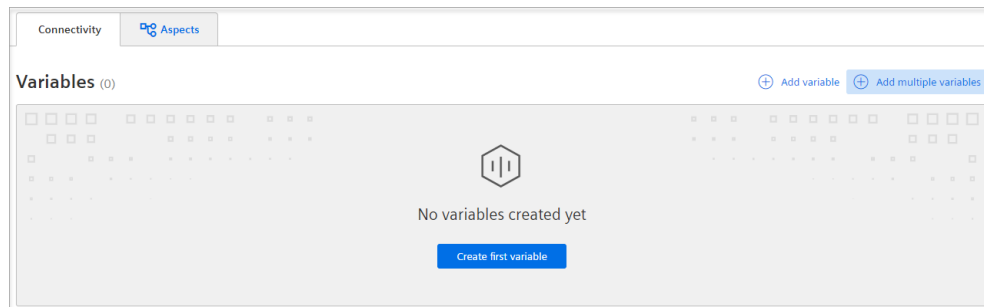 Connectivity Aspects
Variables (0) Add variable Add multiple variables
No variables created yet
Create first variable